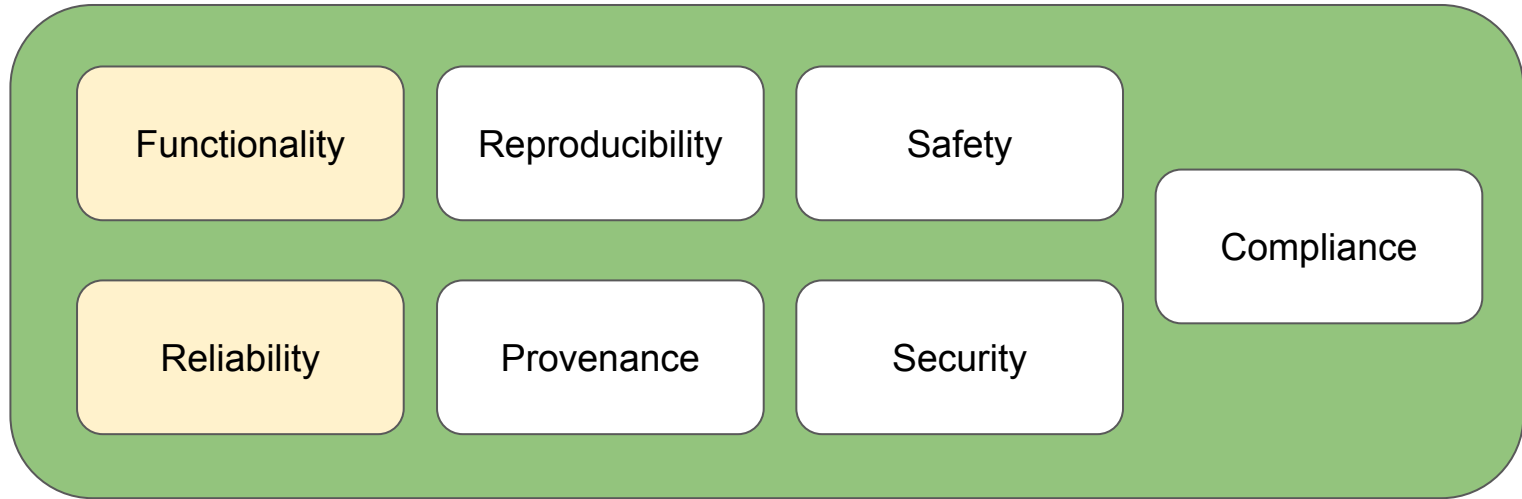 Functionality
Reproducibility
Safety
Compliance
Reliability
Provenance
Security